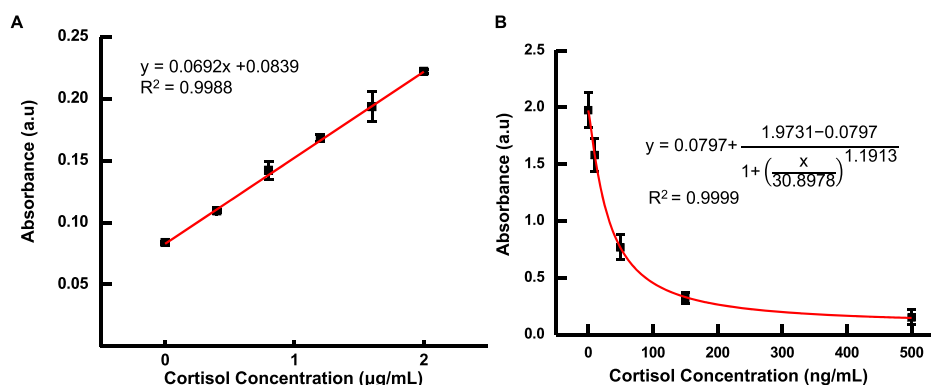 A
0.25
0.20
0.15
0.10
0.05
0 1 2
Absorbance (a.u)
Cortisol Concentration (µg/mL)
y = 0.0692x +0.0839
R² = 0.9988
B
2.5
2.0
1.5
1.0
0.5
0.0
0 100 200 300 400 500
Absorbance (a.u)
Cortisol Concentration (ng/mL)
1.9731−0.0797
y = 0.0797+
1+ (x/30.8978)^1.1913
R² = 0.9999